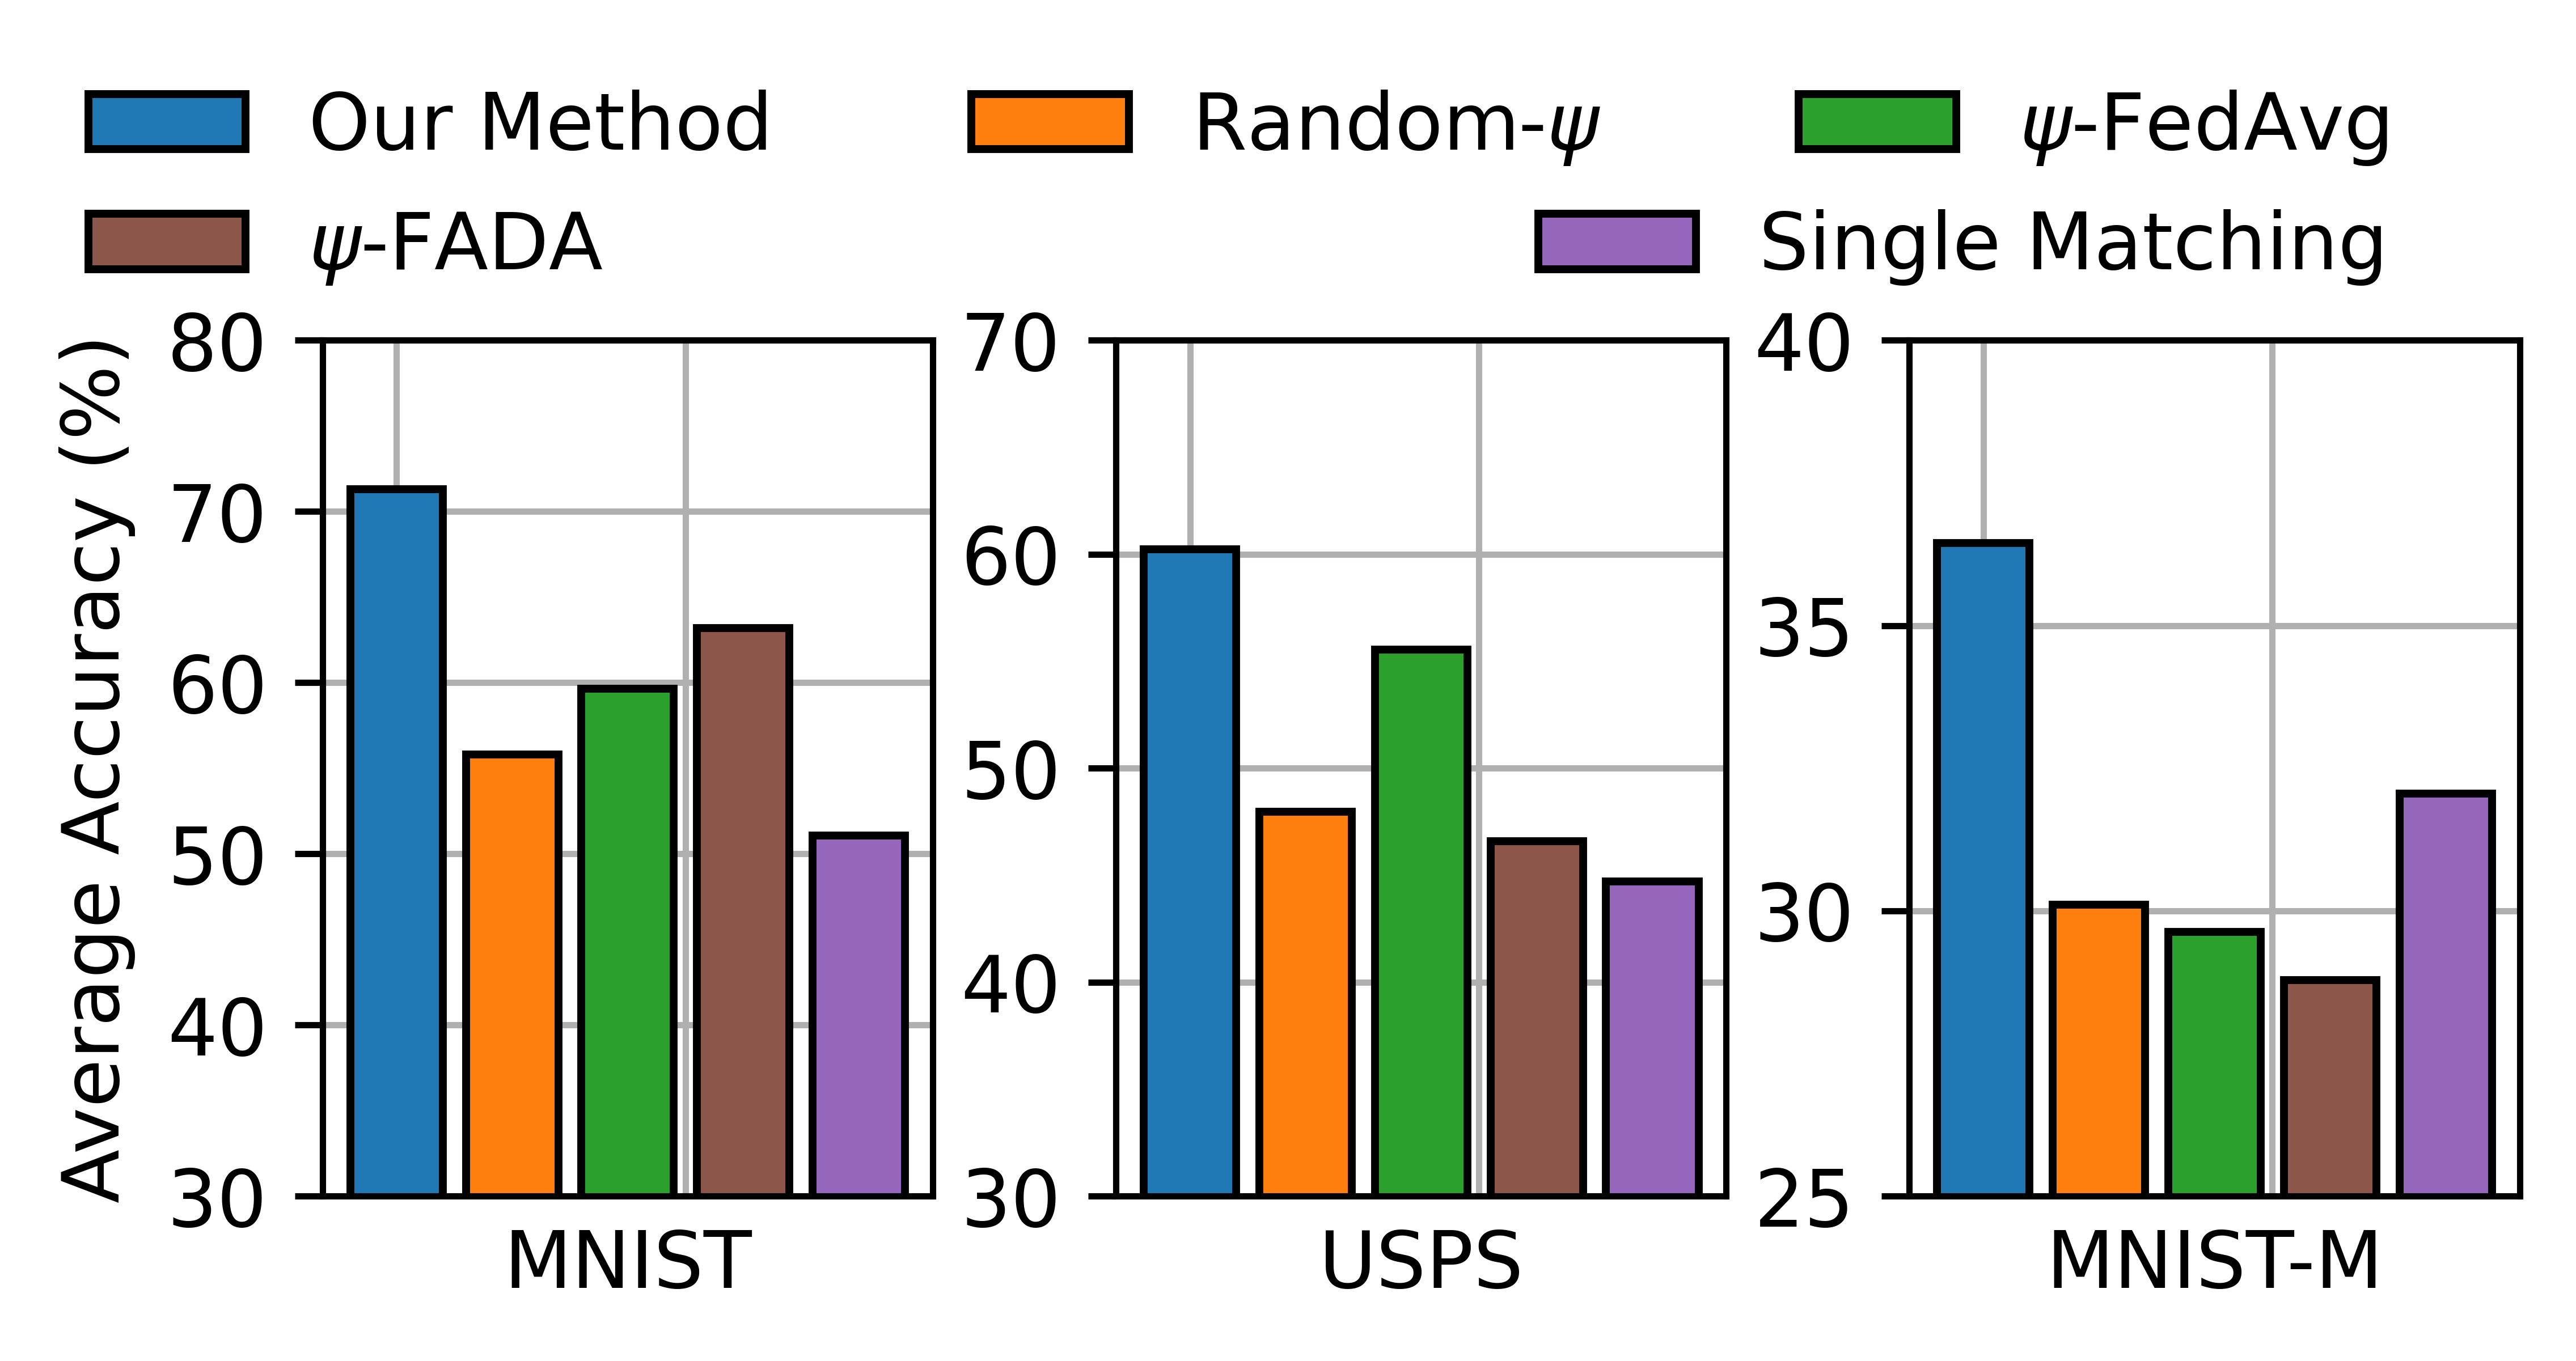 Our Method Random-ψ ψ-FedAvg
ψ-FADA Single Matching
Average Accuracy (%)
80
70
60
50
40
30
MNIST
70
60
50
40
30
USPS
40
35
30
25
MNIST-M